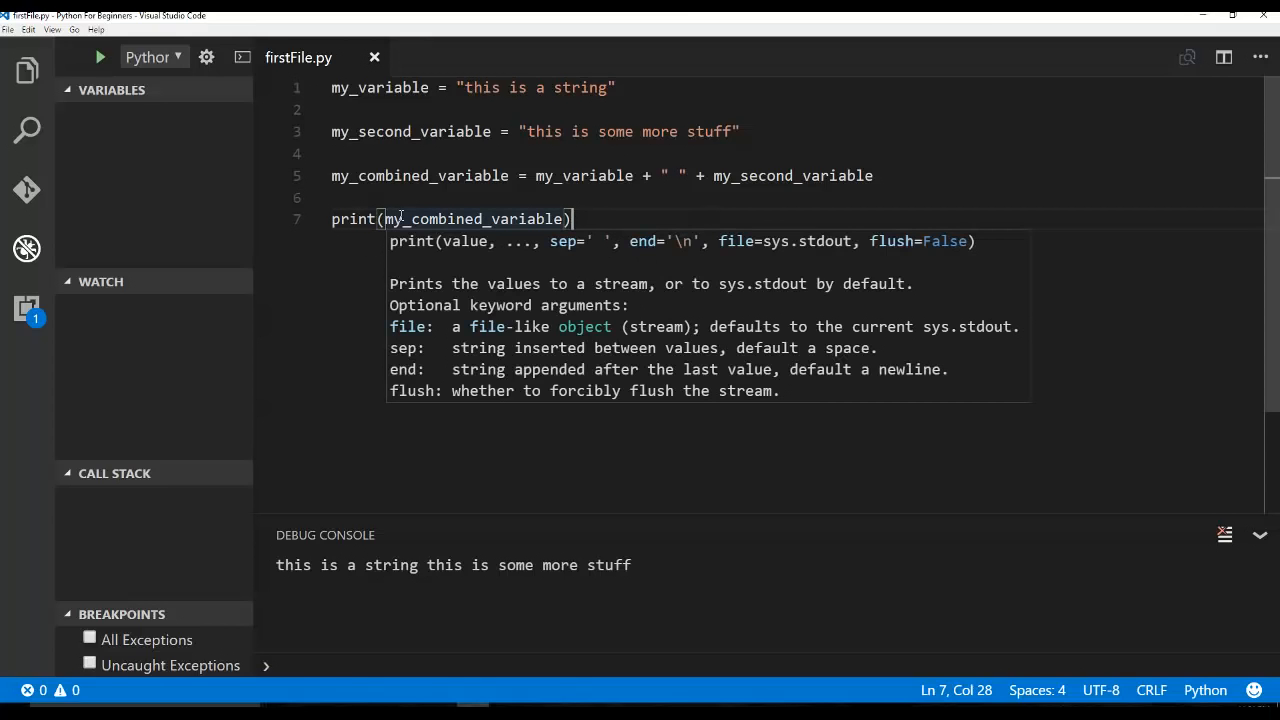 firstFile.py - Python For Beginners - Visual Studio Code
File Edit View Go Help
Python
firstFile.py
VARIABLES
1 my_variable = "this is a string"
2
3 my_second_variable = "this is some more stuff"
4
5 my_combined_variable = my_variable + " " + my_second_variable
6
7 print(my_combined_variable)
print(value, ..., sep=' ', end='\n', file=sys.stdout, flush=False)
Prints the values to a stream, or to sys.stdout by default.
Optional keyword arguments:
file: a file-like object (stream); defaults to the current sys.stdout.
sep: string inserted between values, default a space.
end: string appended after the last value, default a newline.
flush: whether to forcibly flush the stream.
WATCH
1
CALL STACK
DEBUG CONSOLE
this is a string this is some more stuff
BREAKPOINTS
All Exceptions
Uncaught Exceptions
0 0
Ln 7, Col 28 Spaces: 4 UTF-8 CRLF Python